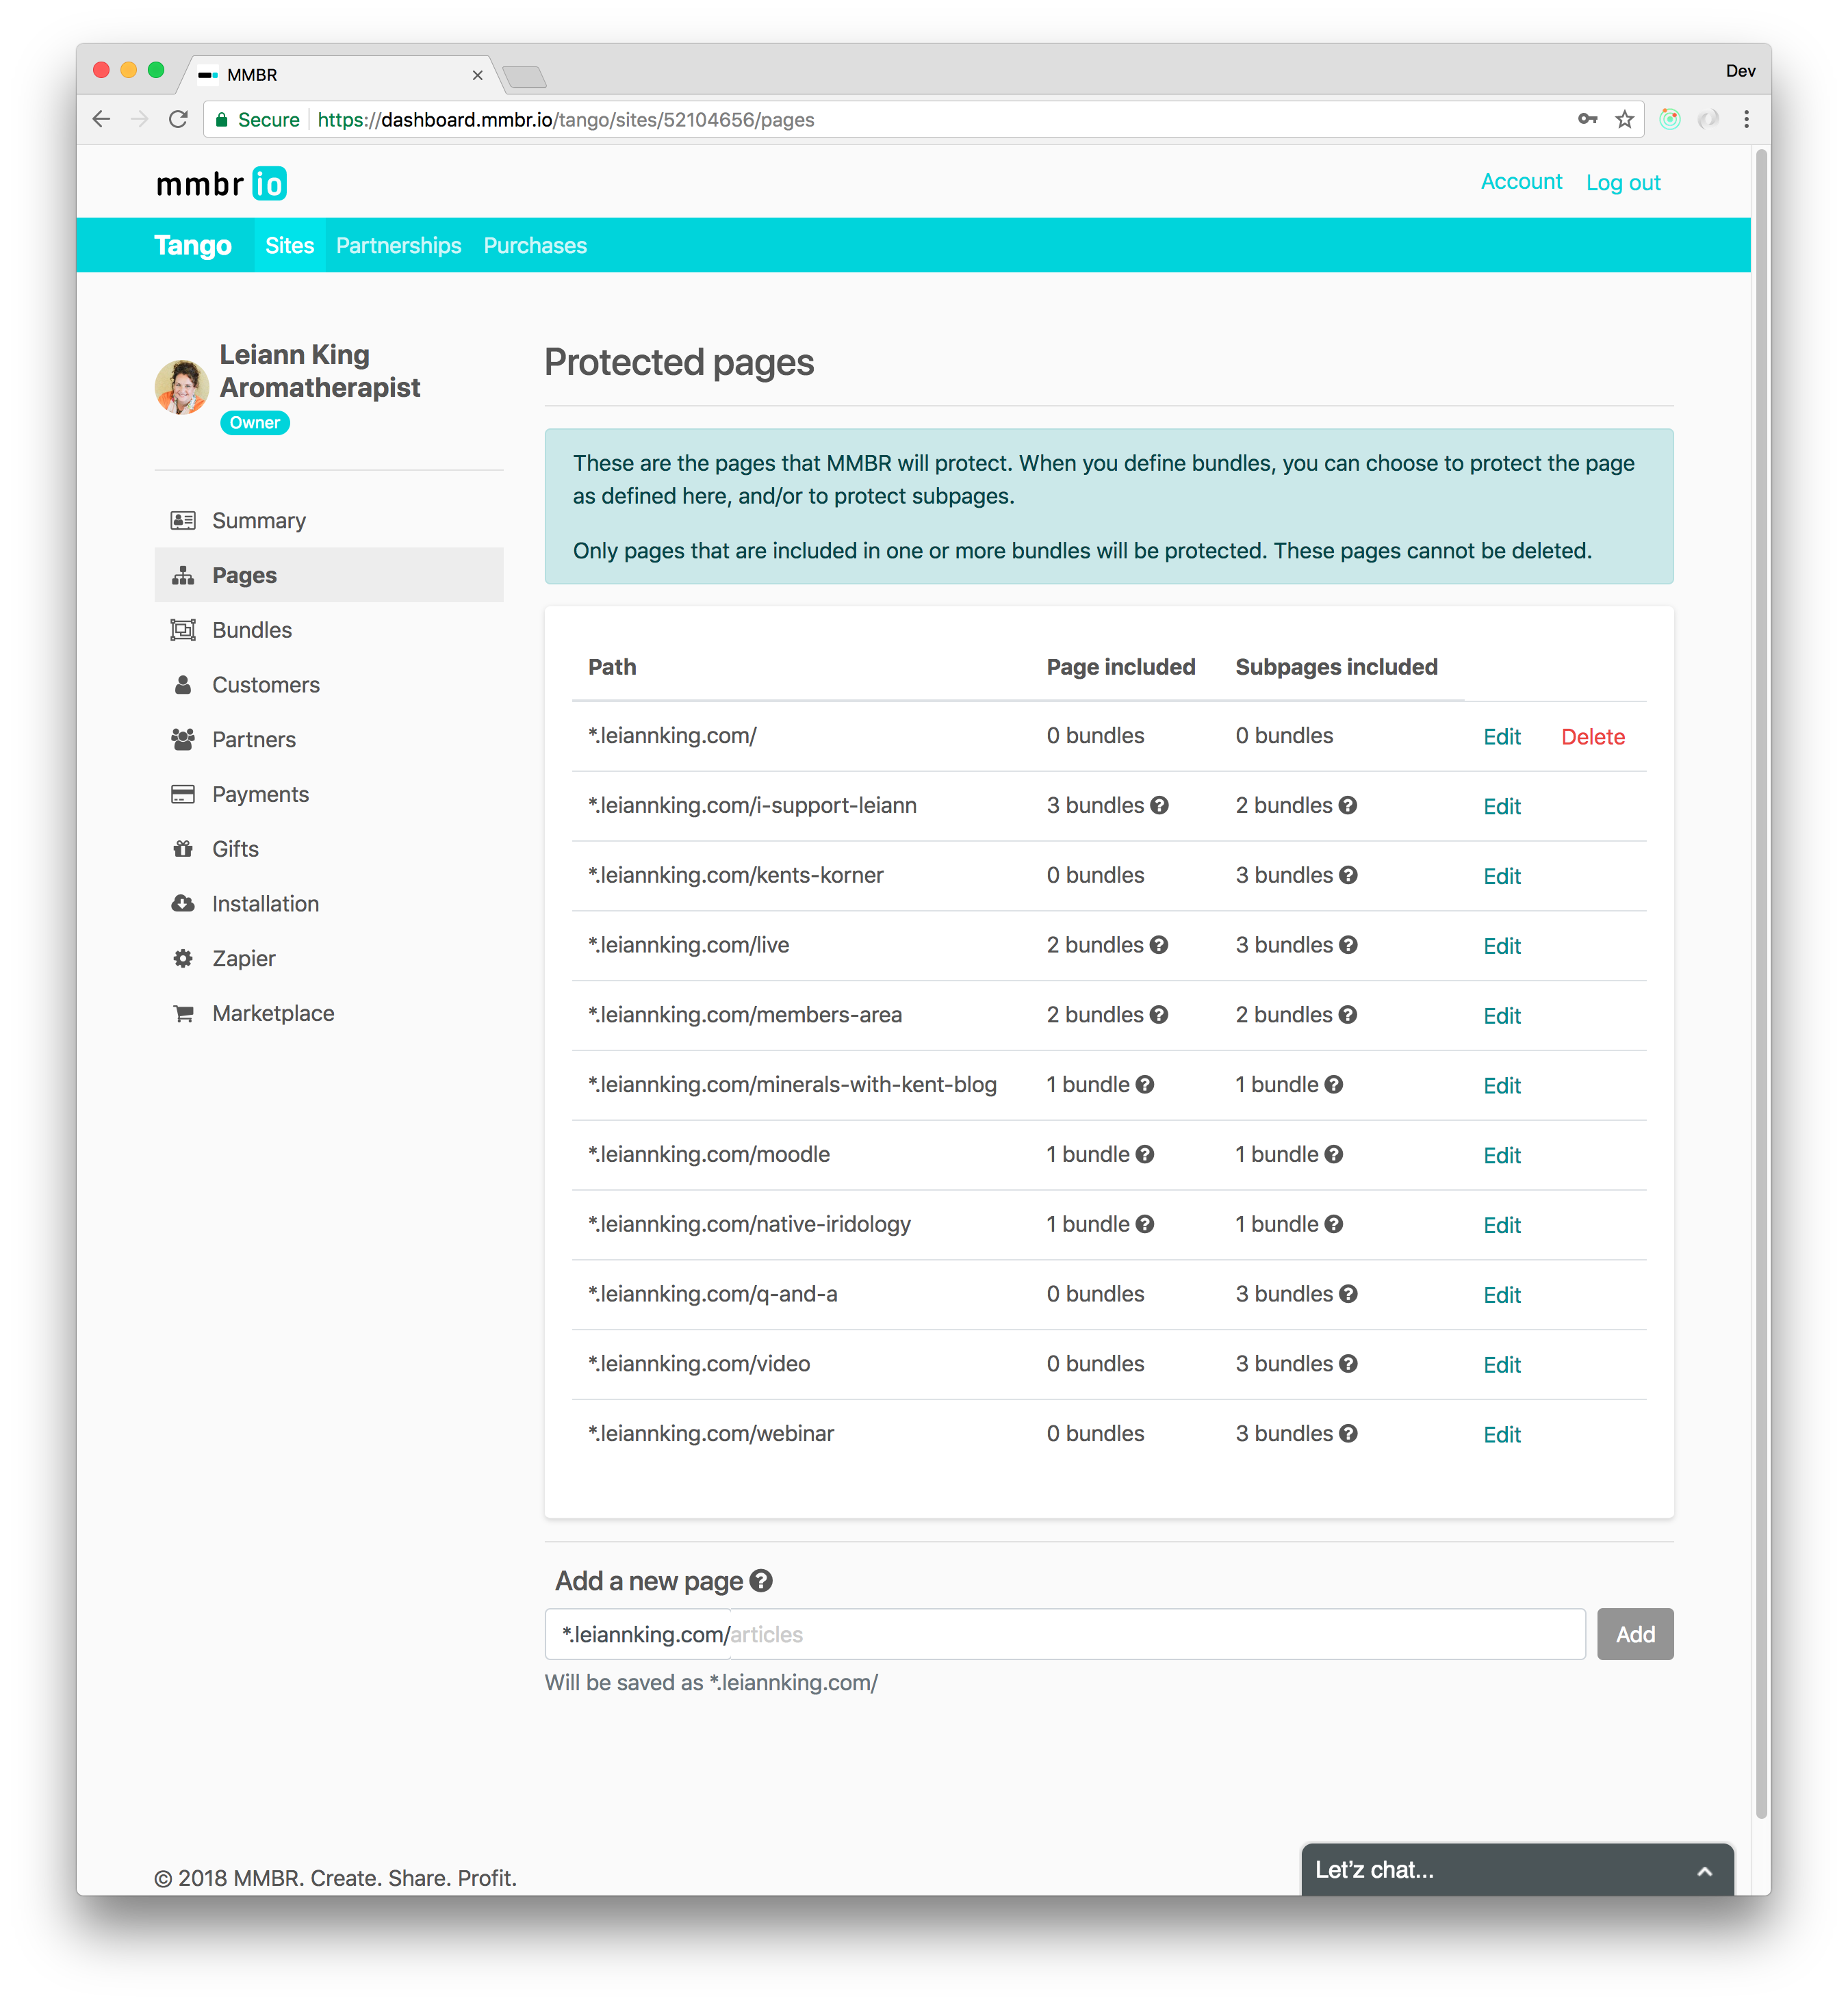 MMBR
Dev
Secure https://dashboard.mmbr.io/tango/sites/52104656/pages
mmbr io
Account Log out
Tango Sites Partnerships Purchases
Leiann King
Aromatherapist
Owner
Summary
Pages
Bundles
Customers
Partners
Payments
Gifts
Installation
Zapier
Marketplace
Protected pages
These are the pages that MMBR will protect. When you define bundles, you can choose to protect the page
as defined here, and/or to protect subpages.
Only pages that are included in one or more bundles will be protected. These pages cannot be deleted.
Path Page included Subpages included
*.leiannking.com/ 0 bundles 0 bundles Edit Delete
*.leiannking.com/i-support-leiann 3 bundles ? 2 bundles ? Edit
*.leiannking.com/kents-korner 0 bundles 3 bundles ? Edit
*.leiannking.com/live 2 bundles ? 3 bundles ? Edit
*.leiannking.com/members-area 2 bundles ? 2 bundles ? Edit
*.leiannking.com/minerals-with-kent-blog 1 bundle ? 1 bundle ? Edit
*.leiannking.com/moodle 1 bundle ? 1 bundle ? Edit
*.leiannking.com/native-iridology 1 bundle ? 1 bundle ? Edit
*.leiannking.com/q-and-a 0 bundles 3 bundles ? Edit
*.leiannking.com/video 0 bundles 3 bundles ? Edit
*.leiannking.com/webinar 0 bundles 3 bundles ? Edit
Add a new page ?
*.leiannking.com/articles Add
Will be saved as *.leiannking.com/
© 2018 MMBR. Create. Share. Profit.
Let’z chat...